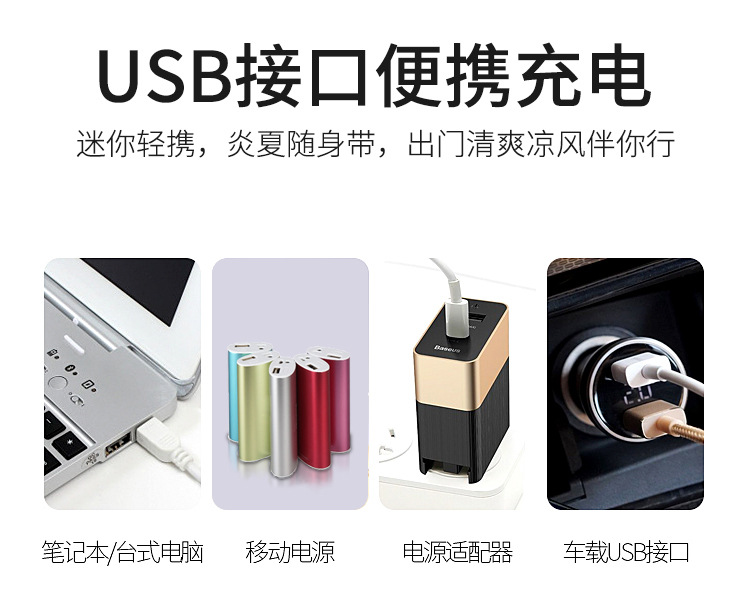 USB接口便携充电
迷你轻携，炎夏随身带，出门清爽凉风伴你行
Baseus
2.0
笔记本/台式电脑
移动电源
电源适配器
车载USB接口